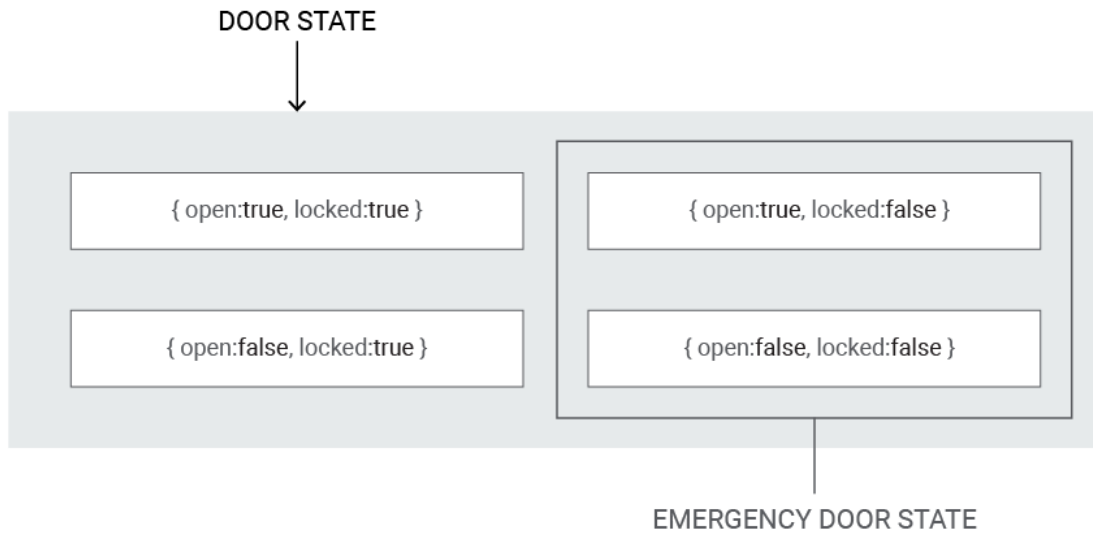 DOOR STATE
{ open:true, locked:true }
{ open:true, locked:false }
{ open:false, locked:true }
{ open:false, locked:false }
EMERGENCY DOOR STATE